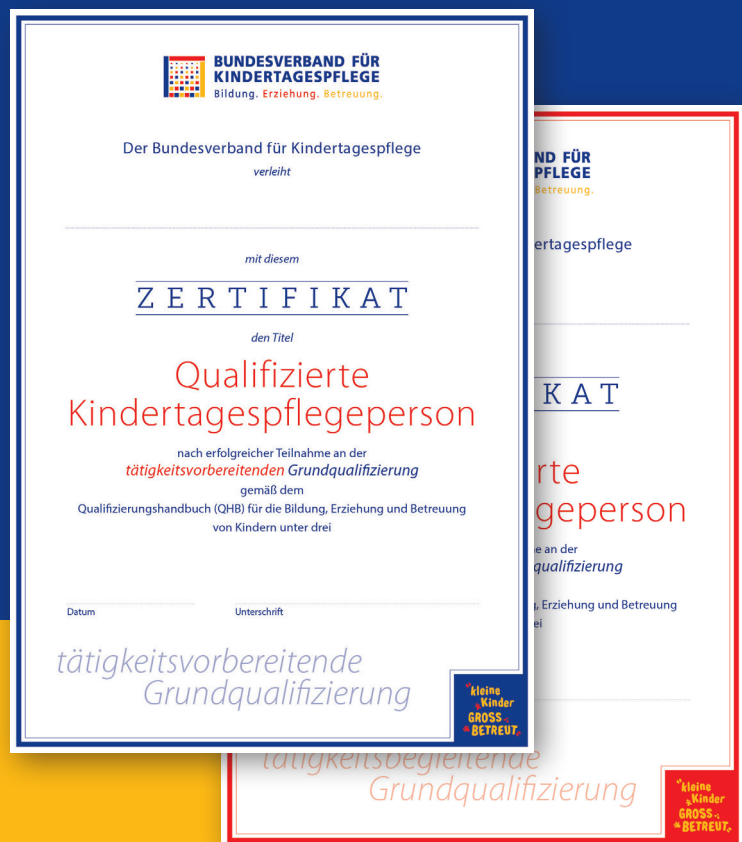 BUNDESVERBAND FÜR
KINDERTAGESPFLEGE
Bildung. Erziehung. Betreuung.
Der Bundesverband für Kindertagespflege
verleiht
mit diesem
ZERTIFIKAT
den Titel
Qualifizierte
Kindertagespflegeperson
nach erfolgreicher Teilnahme an der
tätigkeitsvorbereitenden Grundqualifizierung
gemäß dem
Qualifizierungshandbuch (QHB) für die Bildung, Erziehung und Betreuung
von Kindern unter drei
Datum
Unterschrift
tätigkeitsvorbereitende
Grundqualifizierung
kleine
Kinder
GROSS
BETREUT
ND FÜR
PFLEGE
Betreuung.
ertagespflege
KAT
rte
geperson
e an der
qualifizierung
g, Erziehung und Betreuung
ei
tätigkeitsbegleitende
Grundqualifizierung
kleine
Kinder
GROSS
BETREUT